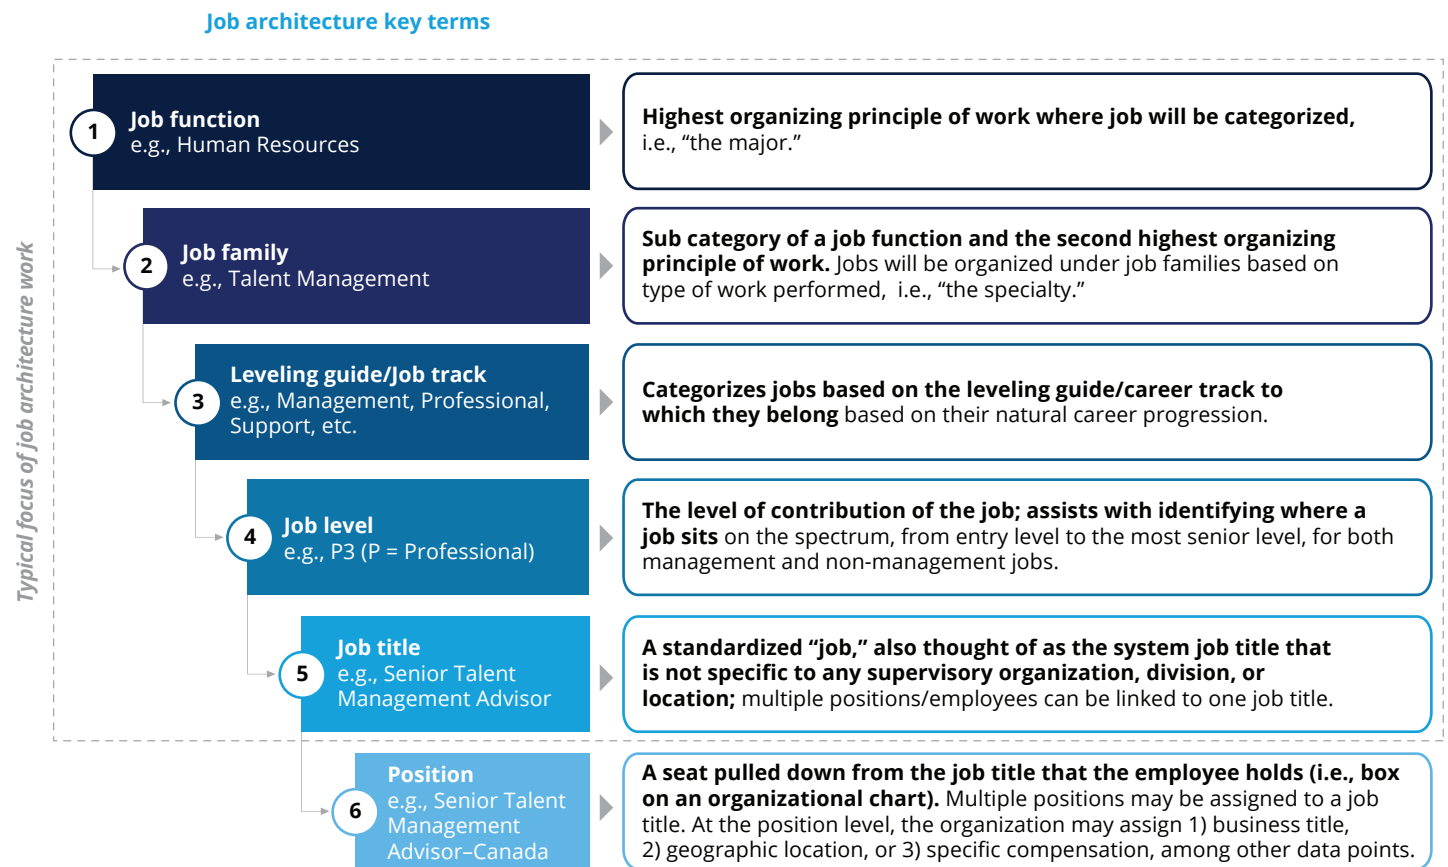 Job architecture key terms
Typical focus of job architecture work
1
Job function
e.g., Human Resources
Highest organizing principle of work where job will be categorized,
i.e., “the major.”
2
Job family
e.g., Talent Management
Sub category of a job function and the second highest organizing
principle of work. Jobs will be organized under job families based on
type of work performed,  i.e., “the specialty.”
3
Leveling guide/Job track
e.g., Management, Professional,
Support, etc.
Categorizes jobs based on the leveling guide/career track to
which they belong based on their natural career progression.
4
Job level
e.g., P3 (P = Professional)
The level of contribution of the job; assists with identifying where a
job sits on the spectrum, from entry level to the most senior level, for both
management and non-management jobs.
5
Job title
e.g., Senior Talent
Management Advisor
A standardized “job,” also thought of as the system job title that
is not specific to any supervisory organization, division, or
location; multiple positions/employees can be linked to one job title.
6
Position
e.g., Senior Talent
Management
Advisor–Canada
A seat pulled down from the job title that the employee holds (i.e., box
on an organizational chart). Multiple positions may be assigned to a job
title. At the position level, the organization may assign 1) business title,
2) geographic location, or 3) specific compensation, among other data points.